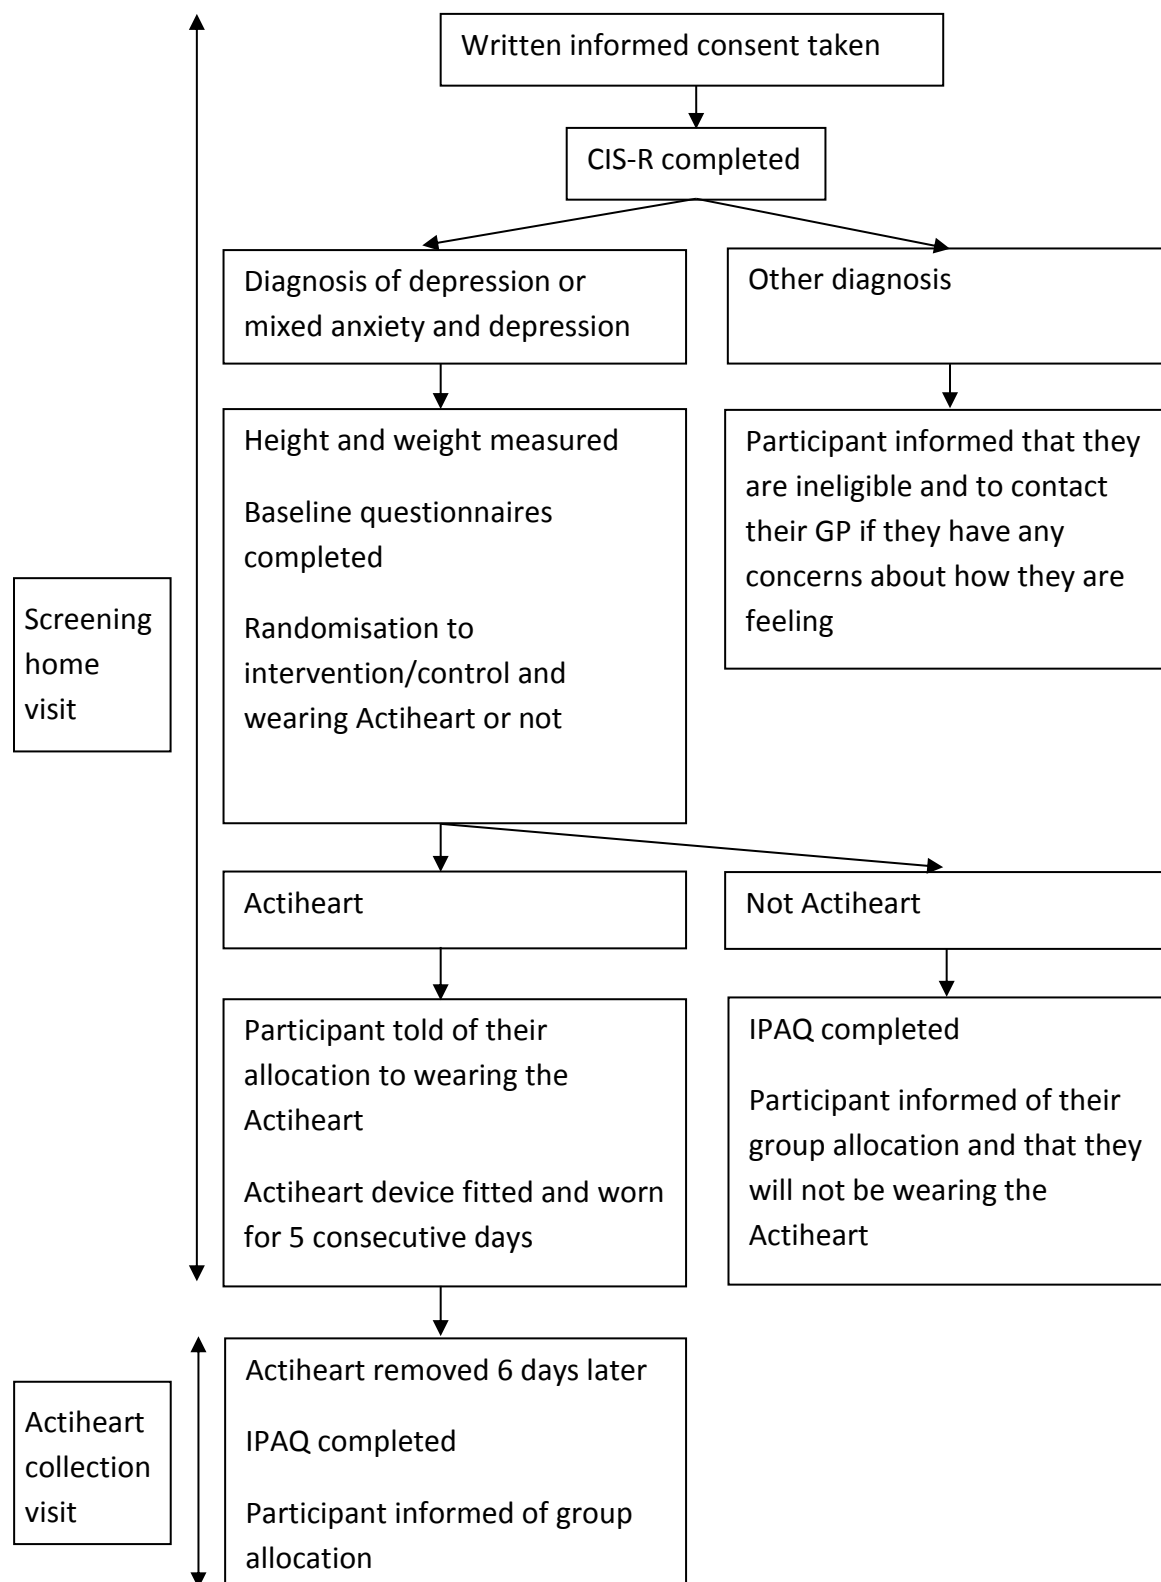 Written informed consent taken
CIS-R completed
Diagnosis of depression or
mixed anxiety and depression
Other diagnosis
Height and weight measured
Baseline questionnaires
completed
Randomisation to
intervention/control and
wearing Actiheart or not
Participant informed that they
are ineligible and to contact
their GP if they have any
concerns about how they are
feeling
Screening
home
visit
Actiheart
Not Actiheart
Participant told of their
allocation to wearing the
Actiheart
Actiheart device fitted and worn
for 5 consecutive days
IPAQ completed
Participant informed of their
group allocation and that they
will not be wearing the
Actiheart
Actiheart
collection
visit
Actiheart removed 6 days later
IPAQ completed
Participant informed of group
allocation